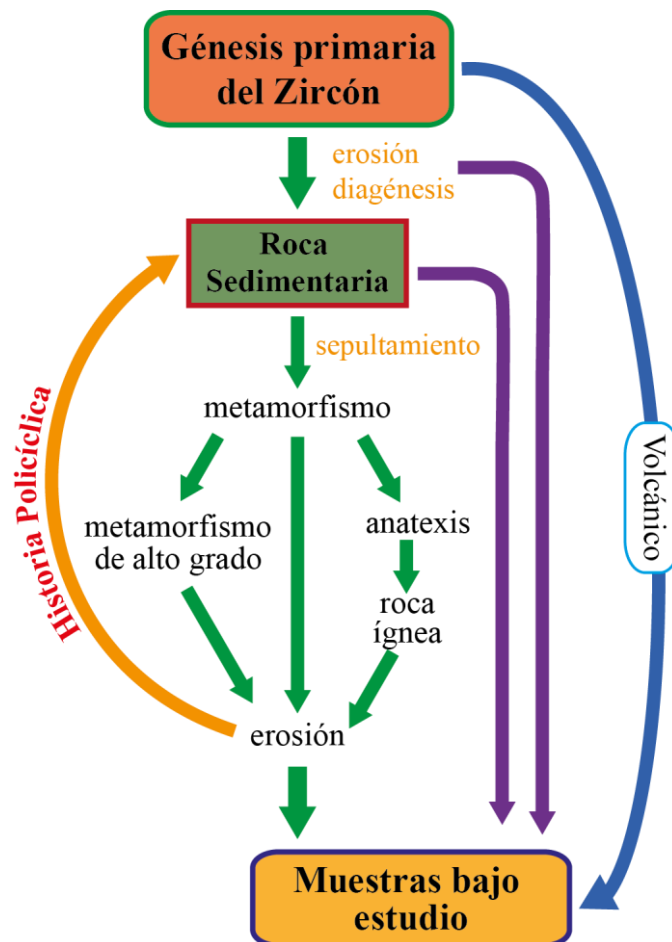 Génesis primaria
del Zircón
erosión
diagénesis
Roca
Sedimentaria
sepultamiento
metamorfismo
metamorfismo
de alto grado
anatexis
roca
ígnea
erosión
Historia Policíclica
Volcánico
Muestras bajo
estudio